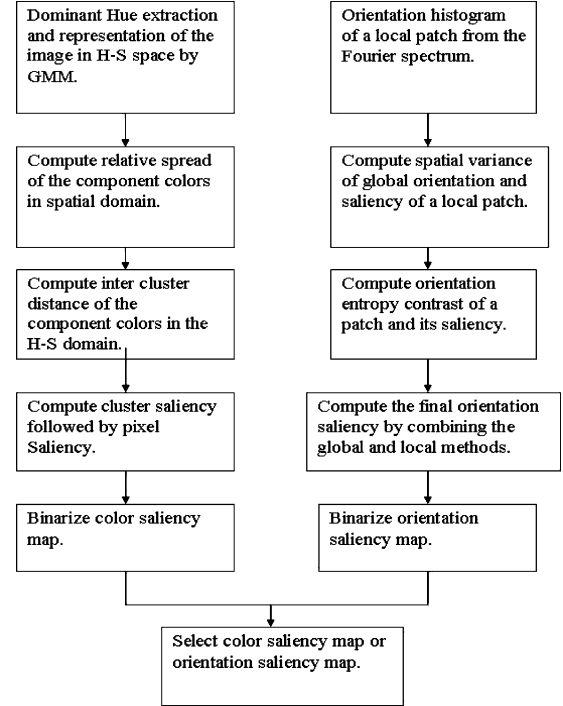 Dominant Hue extraction
and representation of the
image in H-S space by
GMM.
Compute relative spread
of the component colors
in spatial domain.
Compute inter cluster
distance of the
component colors in the
H-S domain.
Compute cluster saliency
followed by pixel
Saliency.
Binarize color saliency
map.
Orientation histogram
of a local patch from the
Fourier spectrum.
Compute spatial variance
of global orientation and
saliency of a local patch.
Compute orientation
entropy contrast of a
patch and its saliency.
Compute the final orientation
saliency by combining the
global and local methods.
Binarize orientation
saliency map.
Select color saliency map or
orientation saliency map.